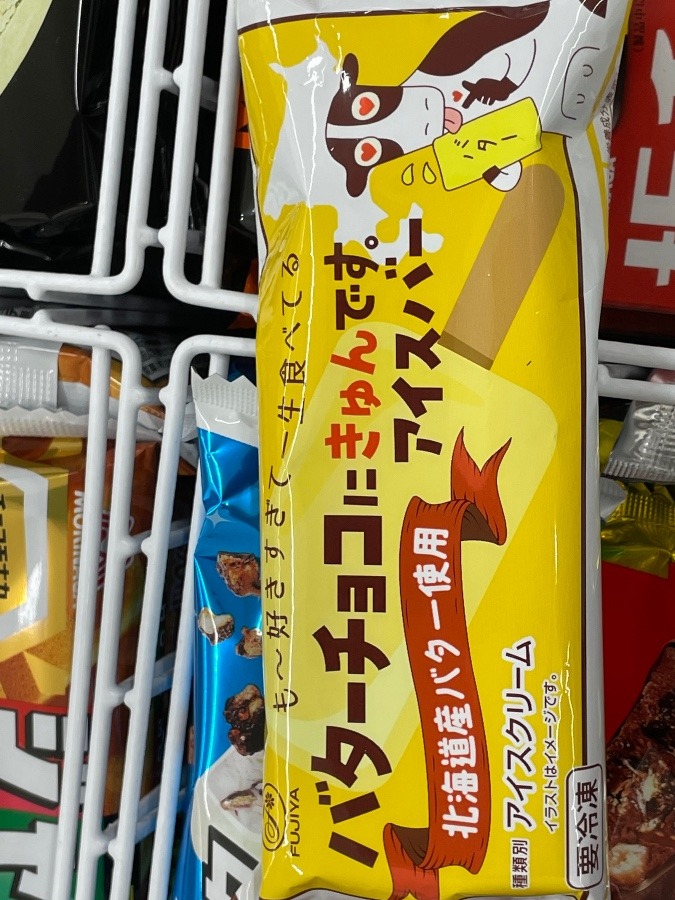 も〜好きすぎて一生食べてる
バターチョコにきゅんです。
アイスバー
北海道産バター使用
種類別 アイスクリーム
イラストはイメージです。
要冷凍
FUJIYA
バター